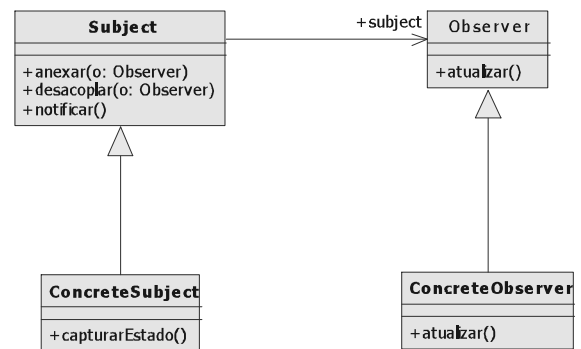 Subject
+anexar(o: Observer)
+desacoplar(o: Observer)
+notificar()
+subject
Observer
+atualizar()
ConcreteSubject
+capturarEstado()
ConcreteObserver
+atualizar()